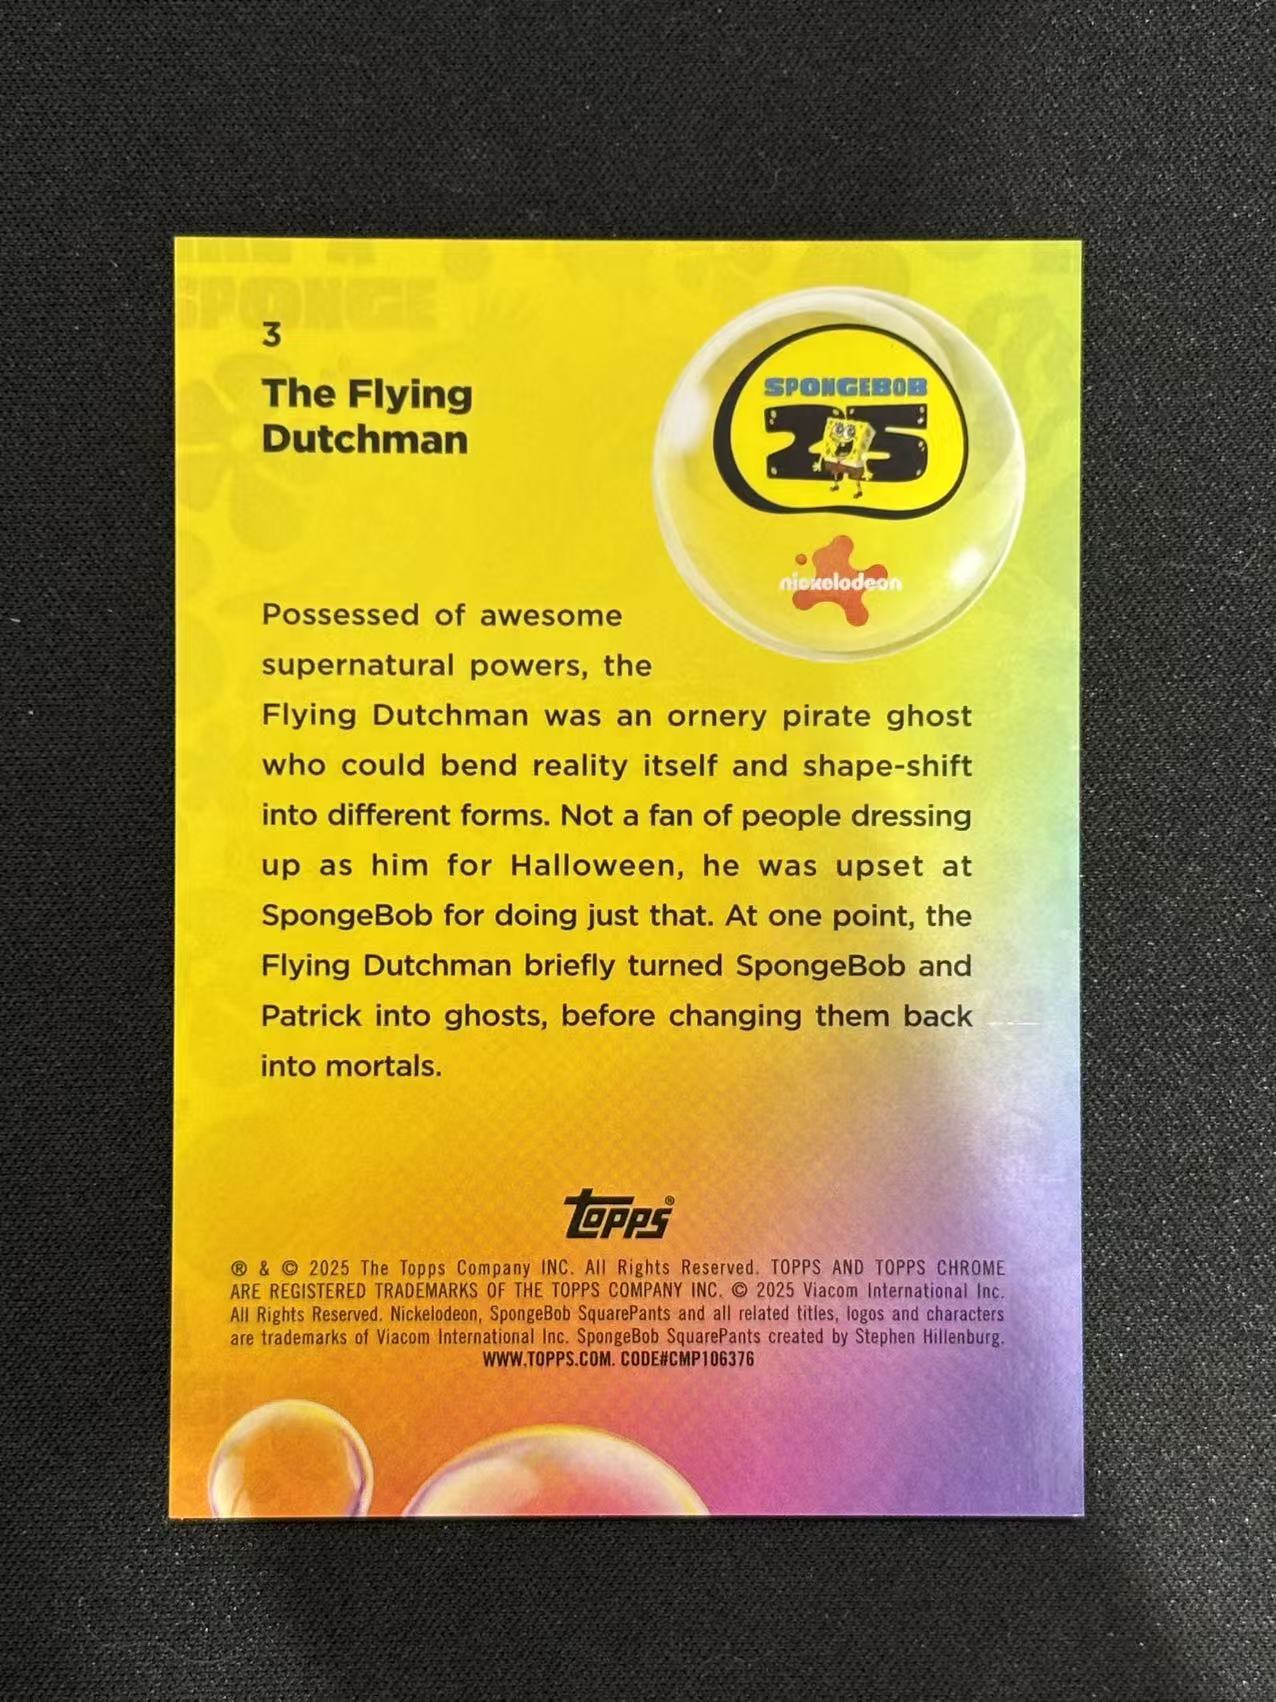 SPONGE
3
The Flying
Dutchman
SPONGEBOB
25
nickelodeon
Possessed of awesome
supernatural powers, the
Flying Dutchman was an ornery pirate ghost
who could bend reality itself and shape-shift
into different forms. Not a fan of people dressing
up as him for Halloween, he was upset at
SpongeBob for doing just that. At one point, the
Flying Dutchman briefly turned SpongeBob and
Patrick into ghosts, before changing them back
into mortals.
topps®
® & © 2025 The Topps Company INC. All Rights Reserved. TOPPS AND TOPPS CHROME
ARE REGISTERED TRADEMARKS OF THE TOPPS COMPANY INC. © 2025 Viacom International Inc.
All Rights Reserved. Nickelodeon, SpongeBob SquarePants and all related titles, logos and characters
are trademarks of Viacom International Inc. SpongeBob SquarePants created by Stephen Hillenburg.
WWW.TOPPS.COM. CODE#CMP106376